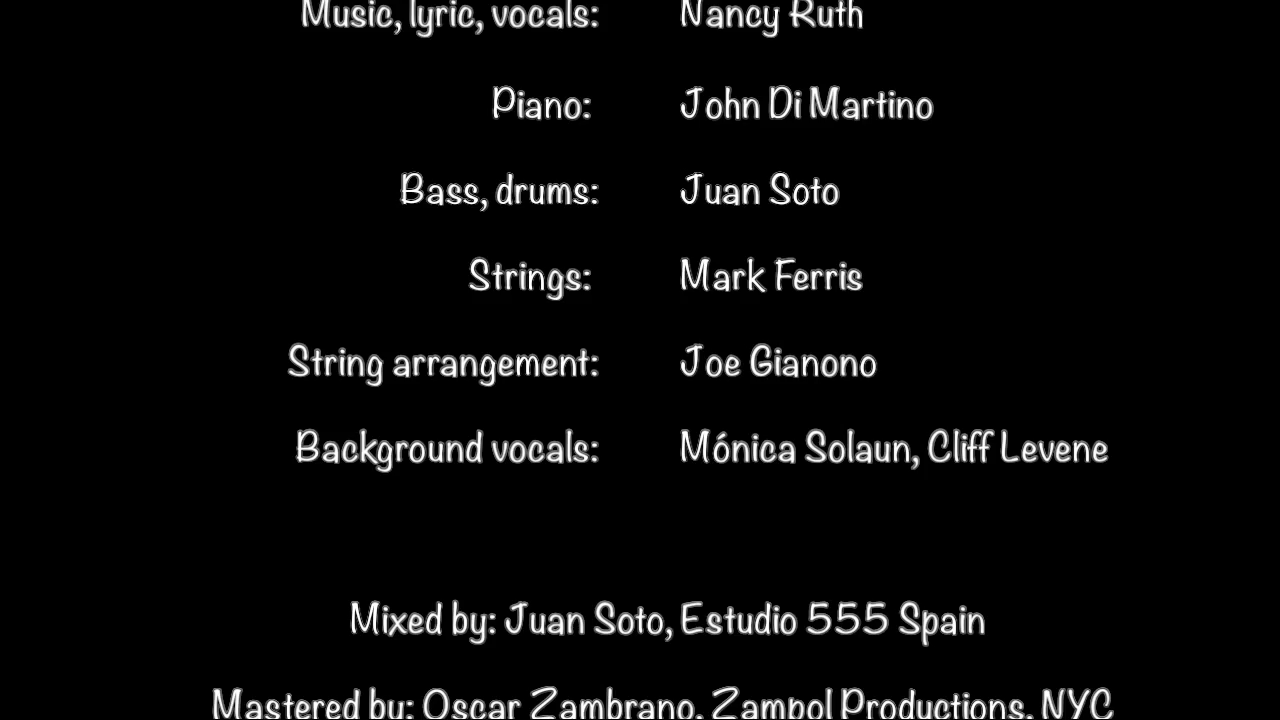 Music, lyric, vocals: Nancy Ruth
Piano: John Di Martino
Bass, drums: Juan Soto
Strings: Mark Ferris
String arrangement: Joe Gianono
Background vocals: Mónica Solaun, Cliff Levene
Mixed by: Juan Soto, Estudio 555 Spain
Mastered by: Oscar Zambrano, Zampol Productions, NYC